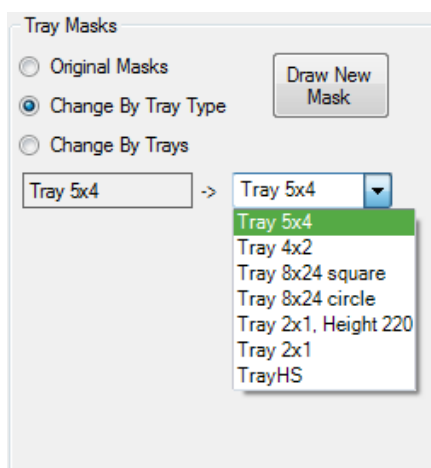 Tray Masks
Original Masks
Draw New
Mask
Change By Tray Type
Change By Trays
Tray 5x4 -> Tray 5x4
Tray 5x4
Tray 4x2
Tray 8x24 square
Tray 8x24 circle
Tray 2x1, Height 220
Tray 2x1
TrayHS